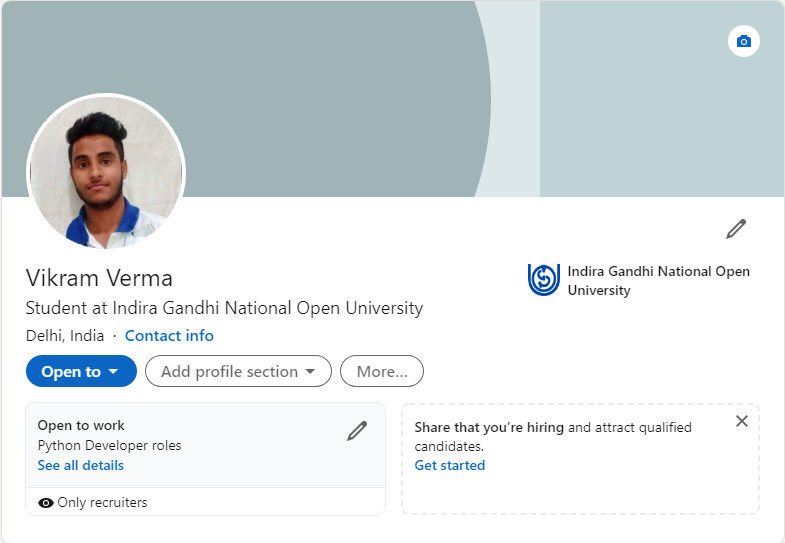 Vikram Verma
Student at Indira Gandhi National Open University
Delhi, India · Contact info
Indira Gandhi National Open
University
Open to
Add profile section
More...
Open to work
Python Developer roles
See all details
Only recruiters
Share that you're hiring and attract qualified
candidates.
Get started